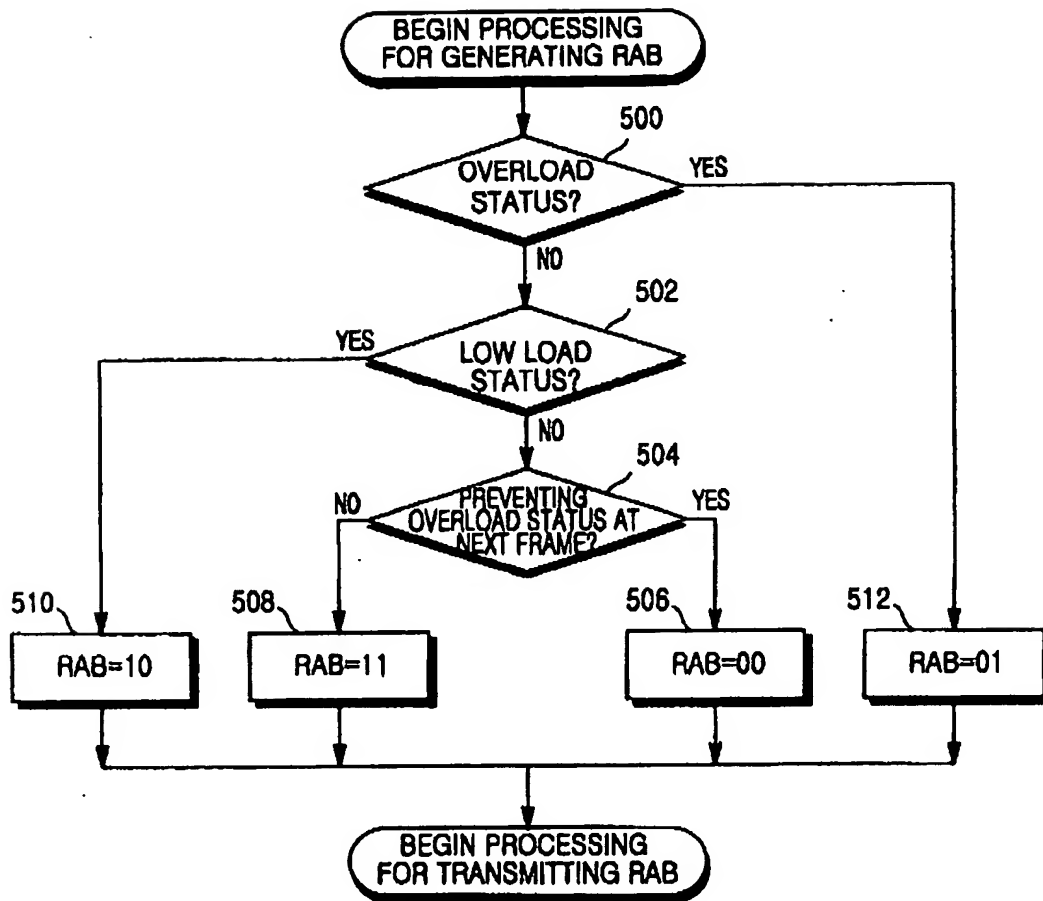 BEGIN PROCESSING
FOR GENERATING RAB
500
OVERLOAD
STATUS?
YES
NO
502
YES
LOW LOAD
STATUS?
NO
504
NO
PREVENTING
OVERLOAD STATUS AT
NEXT FRAME?
YES
510
508
506
512
RAB=10
RAB=11
RAB=00
RAB=01
BEGIN PROCESSING
FOR TRANSMITTING RAB